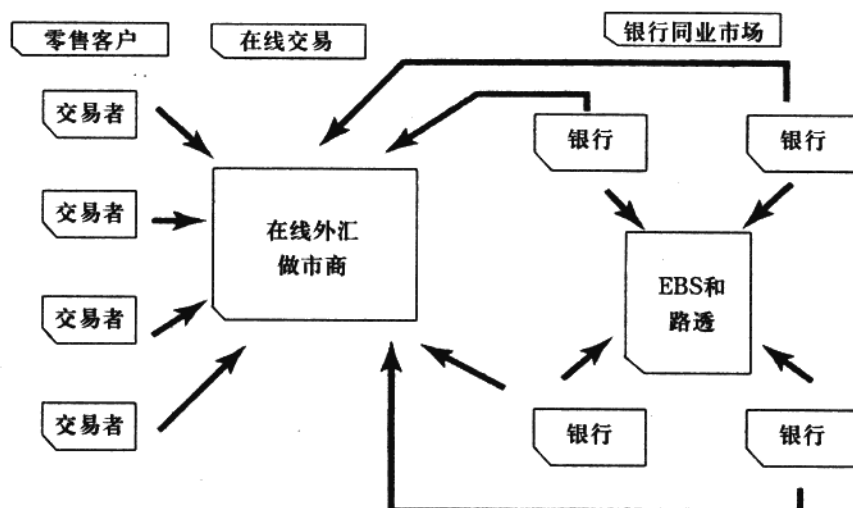 零售客户
在线交易
银行同业市场
交易者
银行
银行
交易者
在线外汇
做市商
EBS和
路透
交易者
交易者
银行
银行